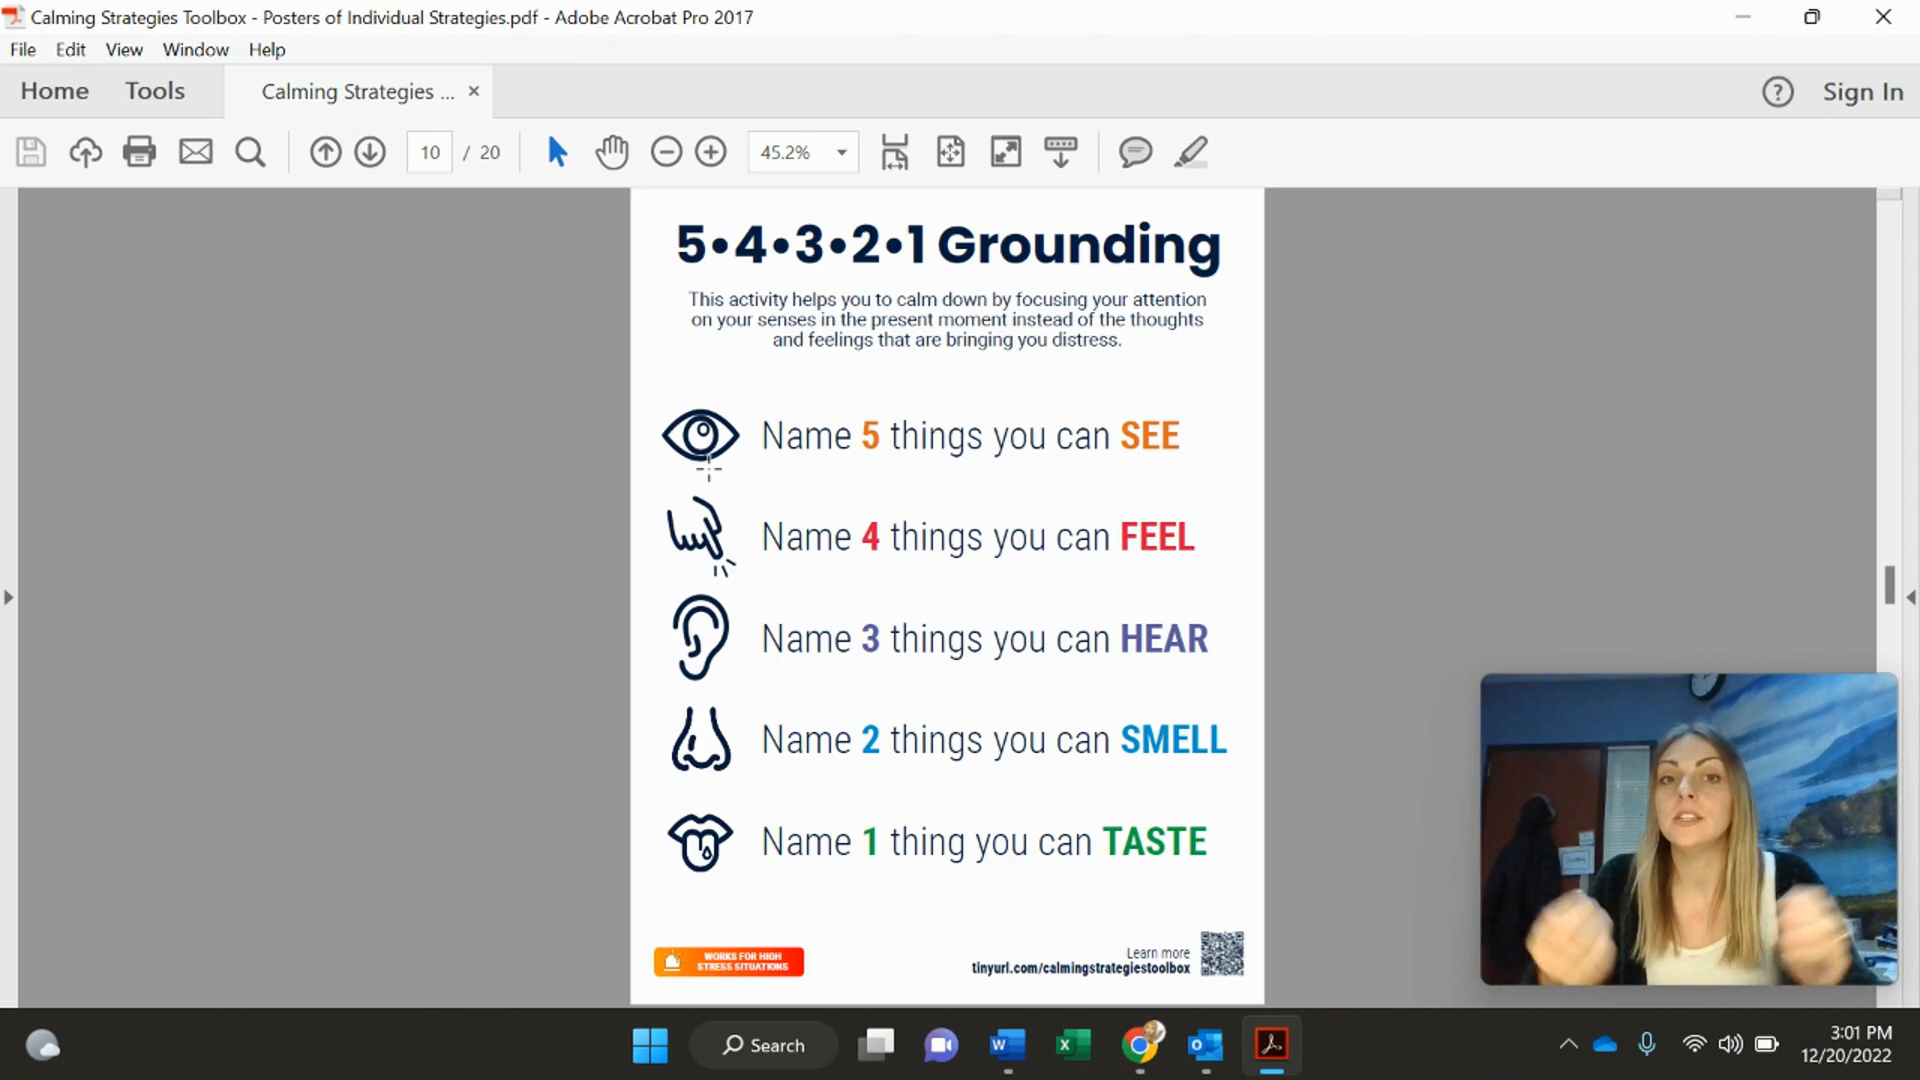 Calming Strategies Toolbox - Posters of Individual Strategies.pdf - Adobe Acrobat Pro 2017
File Edit View Window Help
Home Tools Calming Strategies ... × Sign In
10 / 20 45.2%
5•4•3•2•1 Grounding
This activity helps you to calm down by focusing your attention
on your senses in the present moment instead of the thoughts
and feelings that are bringing you distress.
Name 5 things you can SEE
Name 4 things you can FEEL
Name 3 things you can HEAR
Name 2 things you can SMELL
Name 1 thing you can TASTE
WORKS FOR HIGH
STRESS SITUATIONS
Learn more
tinyurl.com/calmingstrategiestoolbox
Search
3:01 PM
12/20/2022